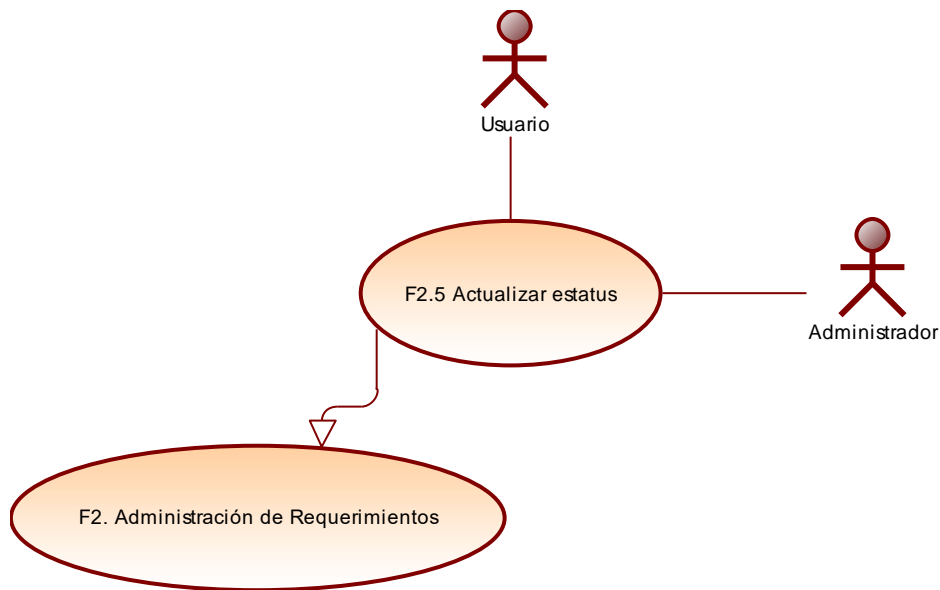 Usuario
F2.5 Actualizar estatus
Administrador
F2. Administración de Requerimientos